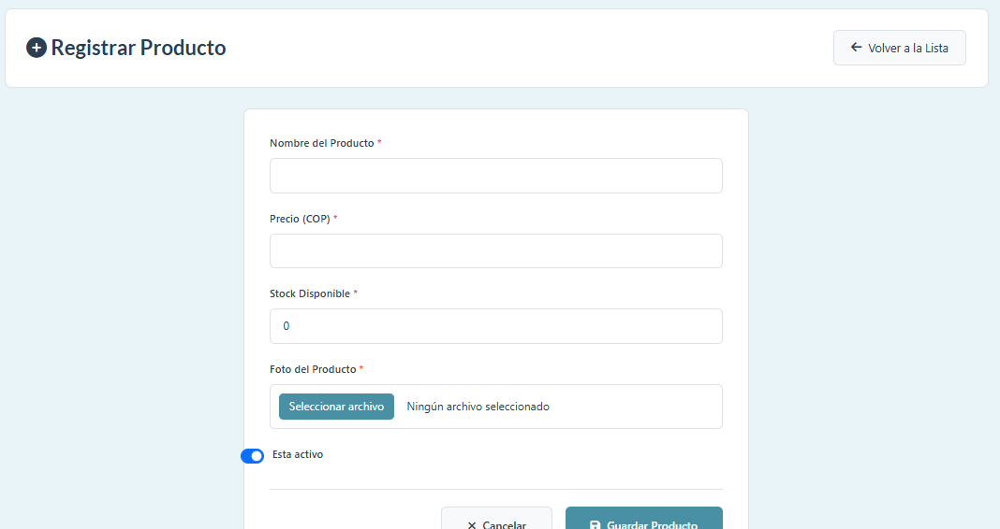 Registrar Producto
Volver a la Lista
Nombre del Producto *
Precio (COP) *
Stock Disponible *
0
Foto del Producto *
Seleccionar archivo Ningún archivo seleccionado
Esta activo
Cancelar Guardar Producto